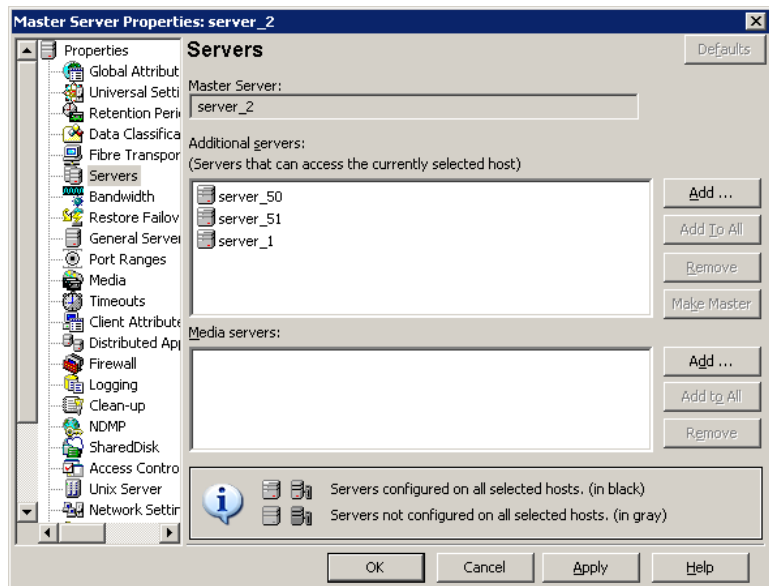 Master Server Properties: server_2
Properties
Global Attribut
Universal Setti
Retention Peri
Data Classifica
Fibre Transpor
Servers
Bandwidth
Restore Failov
General Server
Port Ranges
Media
Timeouts
Client Attribute
Distributed App
Firewall
Logging
Clean-up
NDMP
SharedDisk
Access Contro
Unix Server
Network Settin
Servers
Defaults
Master Server:
server_2
Additional servers:
(Servers that can access the currently selected host)
server_50
server_51
server_1
Add ...
Add To All
Remove
Make Master
Media servers:
Add ...
Add to All
Remove
Servers configured on all selected hosts. (in black)
Servers not configured on all selected hosts. (in gray)
OK
Cancel
Apply
Help